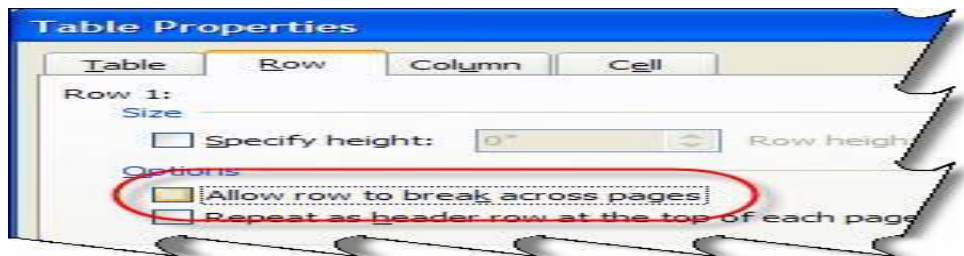 Table Properties
Table Row Column Cell
Row 1:
Size
Specify height: 0" Row heigh
Options
Allow row to break across pages
Repeat as header row at the top of each page